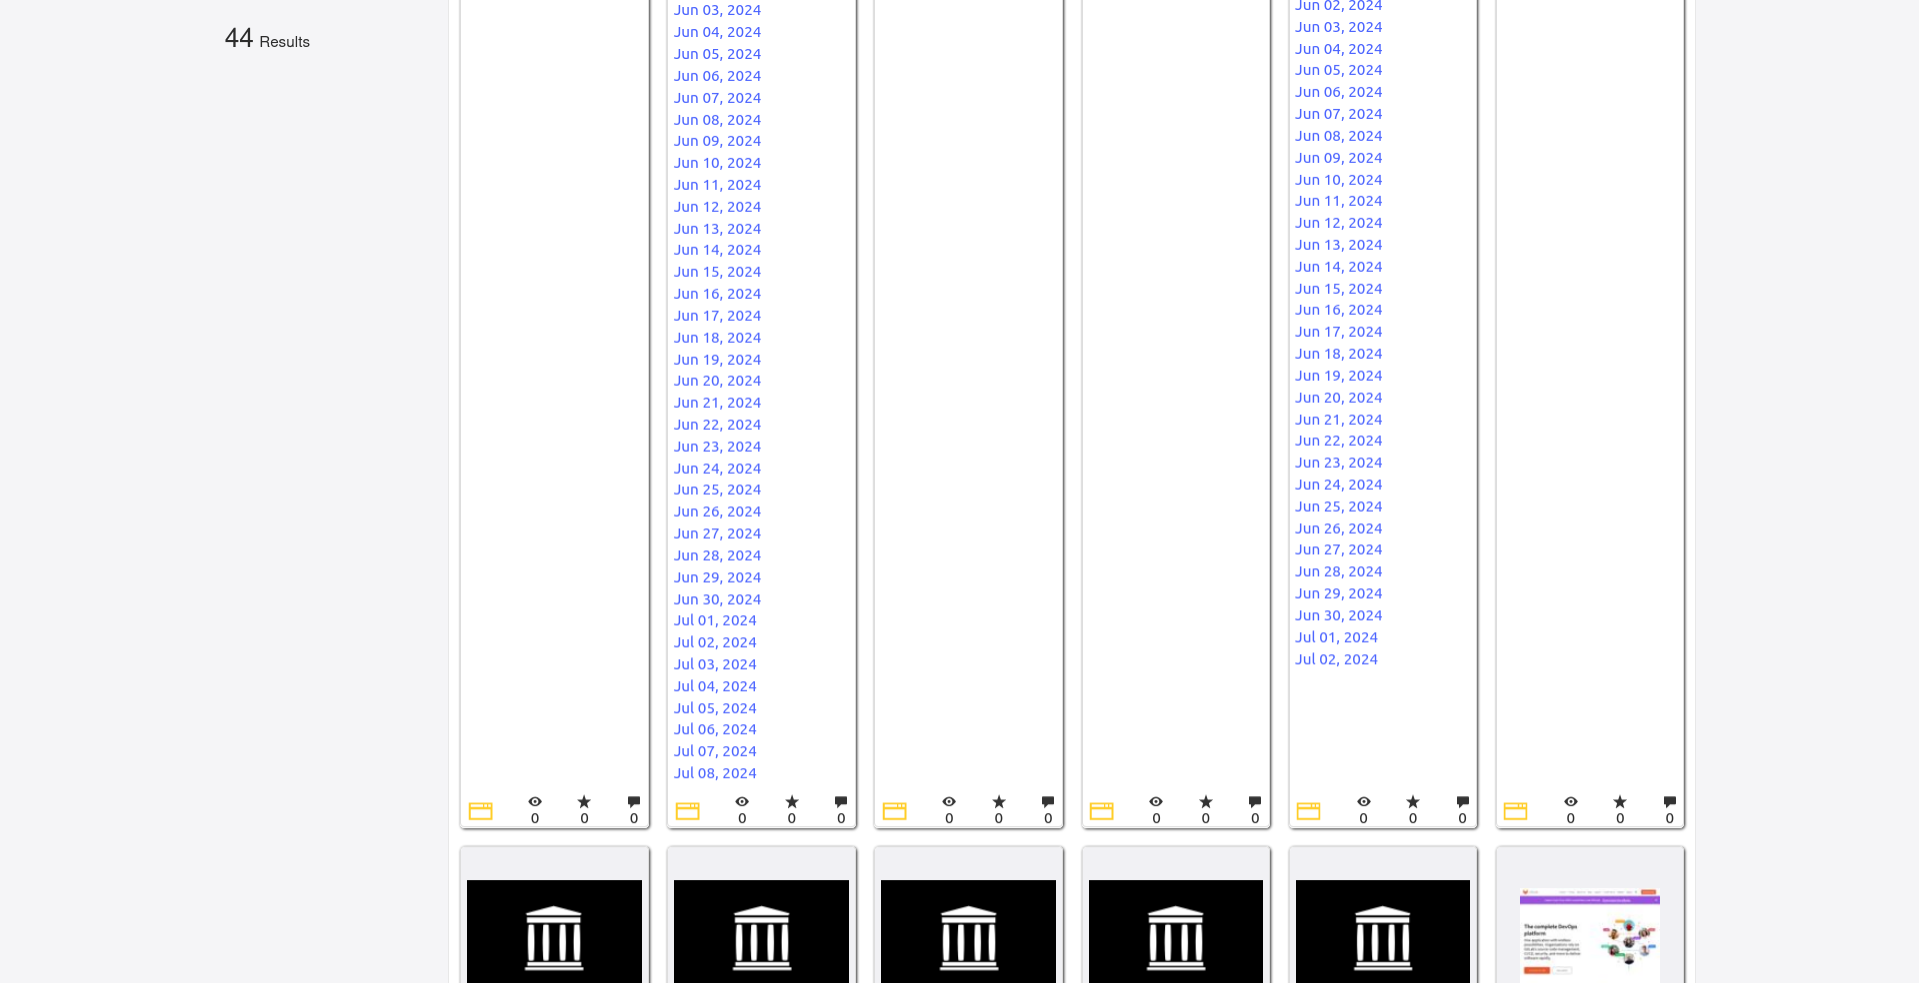 44 Results
Jun 03, 2024
Jun 04, 2024
Jun 05, 2024
Jun 06, 2024
Jun 07, 2024
Jun 08, 2024
Jun 09, 2024
Jun 10, 2024
Jun 11, 2024
Jun 12, 2024
Jun 13, 2024
Jun 14, 2024
Jun 15, 2024
Jun 16, 2024
Jun 17, 2024
Jun 18, 2024
Jun 19, 2024
Jun 20, 2024
Jun 21, 2024
Jun 22, 2024
Jun 23, 2024
Jun 24, 2024
Jun 25, 2024
Jun 26, 2024
Jun 27, 2024
Jun 28, 2024
Jun 29, 2024
Jun 30, 2024
Jul 01, 2024
Jul 02, 2024
Jul 03, 2024
Jul 04, 2024
Jul 05, 2024
Jul 06, 2024
Jul 07, 2024
Jul 08, 2024
Jun 02, 2024
Jun 03, 2024
Jun 04, 2024
Jun 05, 2024
Jun 06, 2024
Jun 07, 2024
Jun 08, 2024
Jun 09, 2024
Jun 10, 2024
Jun 11, 2024
Jun 12, 2024
Jun 13, 2024
Jun 14, 2024
Jun 15, 2024
Jun 16, 2024
Jun 17, 2024
Jun 18, 2024
Jun 19, 2024
Jun 20, 2024
Jun 21, 2024
Jun 22, 2024
Jun 23, 2024
Jun 24, 2024
Jun 25, 2024
Jun 26, 2024
Jun 27, 2024
Jun 28, 2024
Jun 29, 2024
Jun 30, 2024
Jul 01, 2024
Jul 02, 2024
0 0 0
0 0 0
0 0 0
0 0 0
0 0 0
0 0 0
The complete DevOps
platform